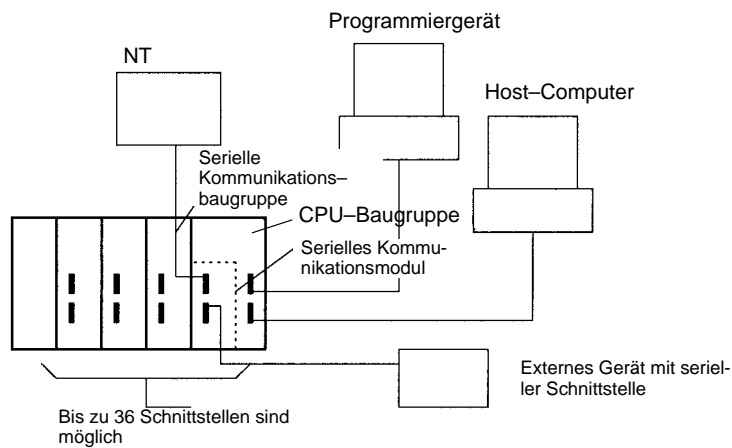 Programmiergerät
NT
Host–Computer
Serielle
Kommunikations–
baugruppe
CPU–Baugruppe
Serielles Kommu-
nikationsmodul
Externes Gerät mit seriel-
ler Schnittstelle
Bis zu 36 Schnittstellen sind
möglich